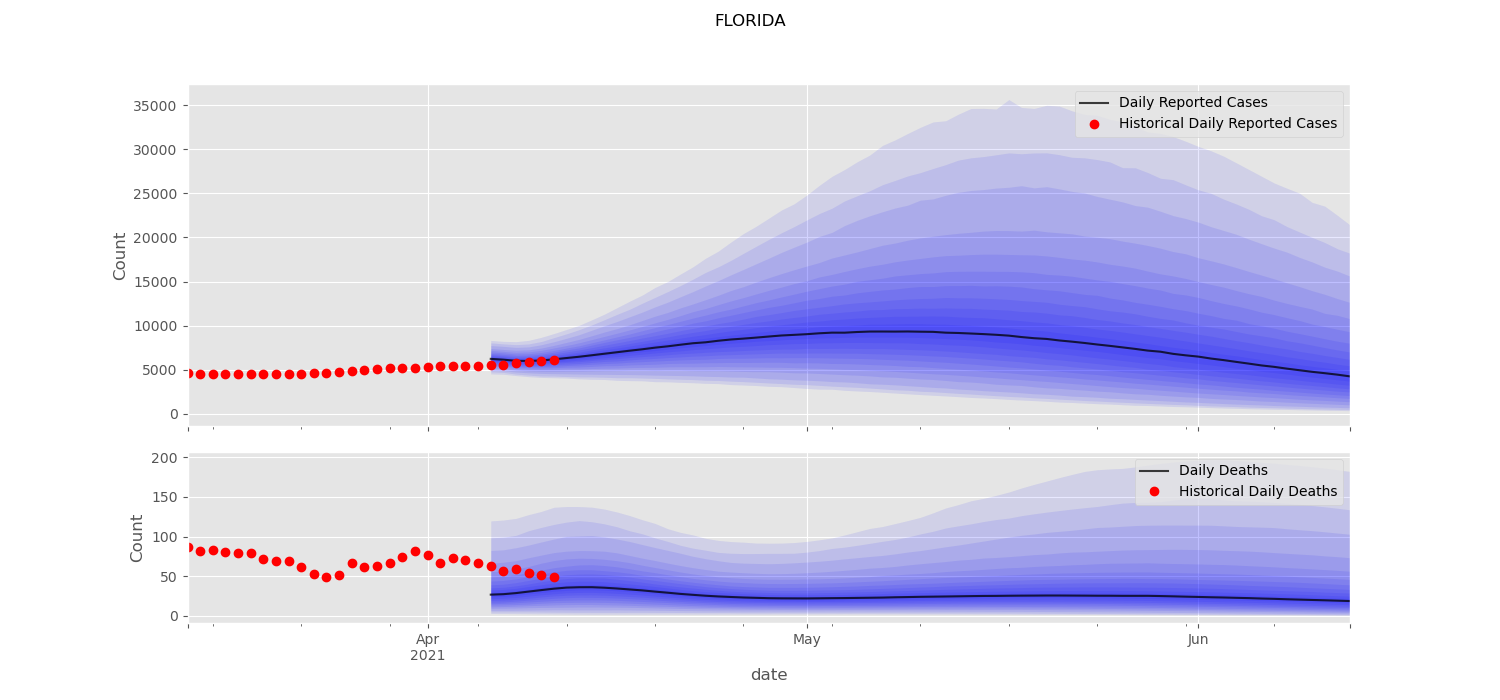 FLORIDA
35000
30000
25000
20000
15000
10000
5000
0
Count
Daily Reported Cases
Historical Daily Reported Cases
200
150
100
50
0
Count
Daily Deaths
Historical Daily Deaths
Apr
2021
May
Jun
date